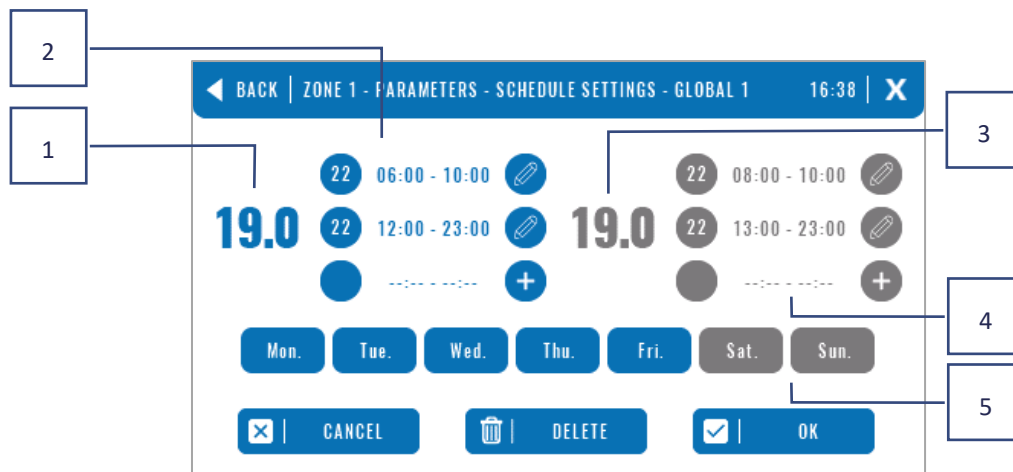 2
BACK | ZONE 1 - PARAMETERS - SCHEDULE SETTINGS - GLOBAL 1 16:38 | X
1
3
22 06:00 - 10:00
22 08:00 - 10:00
19.0 22 12:00 - 23:00
19.0 22 13:00 - 23:00
--:-- - --:-- +
--:-- - --:-- +
4
Mon. Tue. Wed. Thu. Fri. Sat. Sun.
5
CANCEL DELETE OK